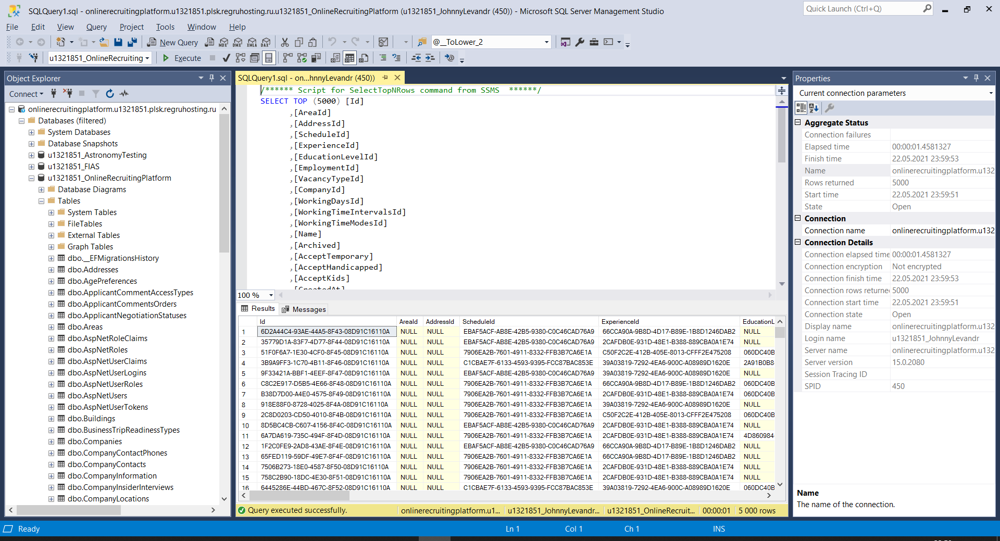 SQLQuery1.sql - onlinerecruitingplatform.u1321851.plsk.regruhosting.ru.u1321851_OnlineRecruitingPlatform (u1321851_JohnnyLevandr (450)) - Microsoft SQL Server Management Studio
Quick Launch (Ctrl+Q)
File Edit View Query Project Tools Window Help
New Query MDX DMX XMLA DAX @__ToLower_2
u1321851_OnlineRecruiting Execute
Object Explorer
Connect
onlinerecruitingplatform.u1321851.plsk.regruhosting.ru
Databases (filtered)
System Databases
Database Snapshots
u1321851_AstronomyTesting
u1321851_FIAS
u1321851_OnlineRecruitingPlatform
Database Diagrams
Tables
System Tables
FileTables
External Tables
Graph Tables
dbo.__EFMigrationsHistory
dbo.Addresses
dbo.AgePreferences
dbo.ApplicantCommentAccessTypes
dbo.ApplicantCommentsOrders
dbo.ApplicantNegotiationStatuses
dbo.Areas
dbo.AspNetRoleClaims
dbo.AspNetRoles
dbo.AspNetUserClaims
dbo.AspNetUserLogins
dbo.AspNetUserRoles
dbo.AspNetUsers
dbo.AspNetUserTokens
dbo.Buildings
dbo.BusinessTripReadinessTypes
dbo.Companies
dbo.CompanyContactPhones
dbo.CompanyContacts
dbo.CompanyInformation
dbo.CompanyInsiderInterviews
dbo.CompanyLocations
SQLQuery1.sql - on...hnnyLevandr (450))
/****** Script for SelectTopNRows command from SSMS  ******/
SELECT TOP (5000) [Id]
,[AreaId]
,[AddressId]
,[ScheduleId]
,[ExperienceId]
,[EducationLevelId]
,[EmploymentId]
,[VacancyTypeId]
,[CompanyId]
,[WorkingDaysId]
,[WorkingTimeIntervalsId]
,[WorkingTimeModesId]
,[Name]
,[Archived]
,[AcceptTemporary]
,[AcceptHandicapped]
,[AcceptKids]
,[CreatedAt]
100 %
Results Messages
Id AreaId AddressId ScheduleId ExperienceId EducationL
1 6D2A44C4-93AE-44A5-8F43-08D91C16110A NULL NULL EBAF5ACF-AB8E-42B5-9380-C0C46CAD76A9 66CCA90A-9B8D-4D17-B89E-1B8D1246DAB2 NULL
2 35779D1A-83F7-4D77-8F44-08D91C16110A NULL NULL EBAF5ACF-AB8E-42B5-9380-C0C46CAD76A9 2CAFDB0E-931D-48E1-B388-889CBA0A1E74 NULL
3 51F0F6A7-1E30-4CF0-8F45-08D91C16110A NULL NULL 7906EA2B-7601-4911-8332-FFB3B7CA6E1A C50F2C2E-412B-405E-8013-CFFF2E475208 060DC40B
4 3B9A9FF3-1C70-4B11-8F46-08D91C16110A NULL NULL C1CBAE7F-6133-4593-9395-FCC87BAC853E 39A03819-7292-4EA6-900C-A08989D1620E 2A91B0B8-
5 9F33421A-BBF1-4EEF-8F47-08D91C16110A NULL NULL EBAF5ACF-AB8E-42B5-9380-C0C46CAD76A9 39A03819-7292-4EA6-900C-A08989D1620E NULL
6 C8C2E917-D5B5-4E66-8F48-08D91C16110A NULL NULL 7906EA2B-7601-4911-8332-FFB3B7CA6E1A 66CCA90A-9B8D-4D17-B89E-1B8D1246DAB2 060DC40B
7 B38D7D00-A4E0-4575-8F49-08D91C16110A NULL NULL 7906EA2B-7601-4911-8332-FFB3B7CA6E1A 2CAFDB0E-931D-48E1-B388-889CBA0A1E74 060DC40B
8 918E88F0-8728-4025-8F4A-08D91C16110A NULL NULL 7906EA2B-7601-4911-8332-FFB3B7CA6E1A 39A03819-7292-4EA6-900C-A08989D1620E NULL
9 2C8D0203-CD50-4010-8F4B-08D91C16110A NULL NULL 7906EA2B-7601-4911-8332-FFB3B7CA6E1A C50F2C2E-412B-405E-8013-CFFF2E475208 060DC40B
10 8D5BC4CB-C607-4156-8F4C-08D91C16110A NULL NULL EBAF5ACF-AB8E-42B5-9380-C0C46CAD76A9 2CAFDB0E-931D-48E1-B388-889CBA0A1E74 NULL
11 6A7DA619-735C-494F-8F4D-08D91C16110A NULL NULL 7906EA2B-7601-4911-8332-FFB3B7CA6E1A 2CAFDB0E-931D-48E1-B388-889CBA0A1E74 4D860984-
12 1F2C0FE9-2AD8-43AE-8F4E-08D91C16110A NULL NULL EBAF5ACF-AB8E-42B5-9380-C0C46CAD76A9 66CCA90A-9B8D-4D17-B89E-1B8D1246DAB2 NULL
13 65FED119-59DF-49E7-8F4F-08D91C16110A NULL NULL 7906EA2B-7601-4911-8332-FFB3B7CA6E1A 66CCA90A-9B8D-4D17-B89E-1B8D1246DAB2 NULL
14 7506B273-18E0-4587-8F50-08D91C16110A NULL NULL 7906EA2B-7601-4911-8332-FFB3B7CA6E1A 2CAFDB0E-931D-48E1-B388-889CBA0A1E74 NULL
15 758C2B90-18DC-4E30-8F51-08D91C16110A NULL NULL 7906EA2B-7601-4911-8332-FFB3B7CA6E1A 2CAFDB0E-931D-48E1-B388-889CBA0A1E74 NULL
16 6445286E-44BD-467C-8F52-08D91C16110A NULL NULL C1CBAE7F-6133-4593-9395-FCC87BAC853E 39A03819-7292-4EA6-900C-A08989D1620E 060DC40B
Query executed successfully. onlinerecruitingplatform.u1... u1321851_JohnnyLevandr... u1321851_OnlineRecruit... 00:00:01 5 000 rows
Properties
Current connection parameters
Aggregate Status
Connection failures
Elapsed time 00:00:01.4581327
Finish time 22.05.2021 23:59:53
Name onlinerecruitingplatform.u132
Rows returned 5000
Start time 22.05.2021 23:59:51
State Open
Connection
Connection name onlinerecruitingplatform.u132
Connection Details
Connection elapsed time 00:00:01.4581327
Connection encryption Not encrypted
Connection finish time 22.05.2021 23:59:53
Connection rows returne 5000
Connection start time 22.05.2021 23:59:51
Connection state Open
Display name onlinerecruitingplatform.u132
Login name u1321851_JohnnyLevandr
Server name onlinerecruitingplatform.u132
Server version 15.0.2080
Session Tracing ID
SPID 450
Name
The name of the connection.
Ready Ln 1 Col 1 Ch 1 INS